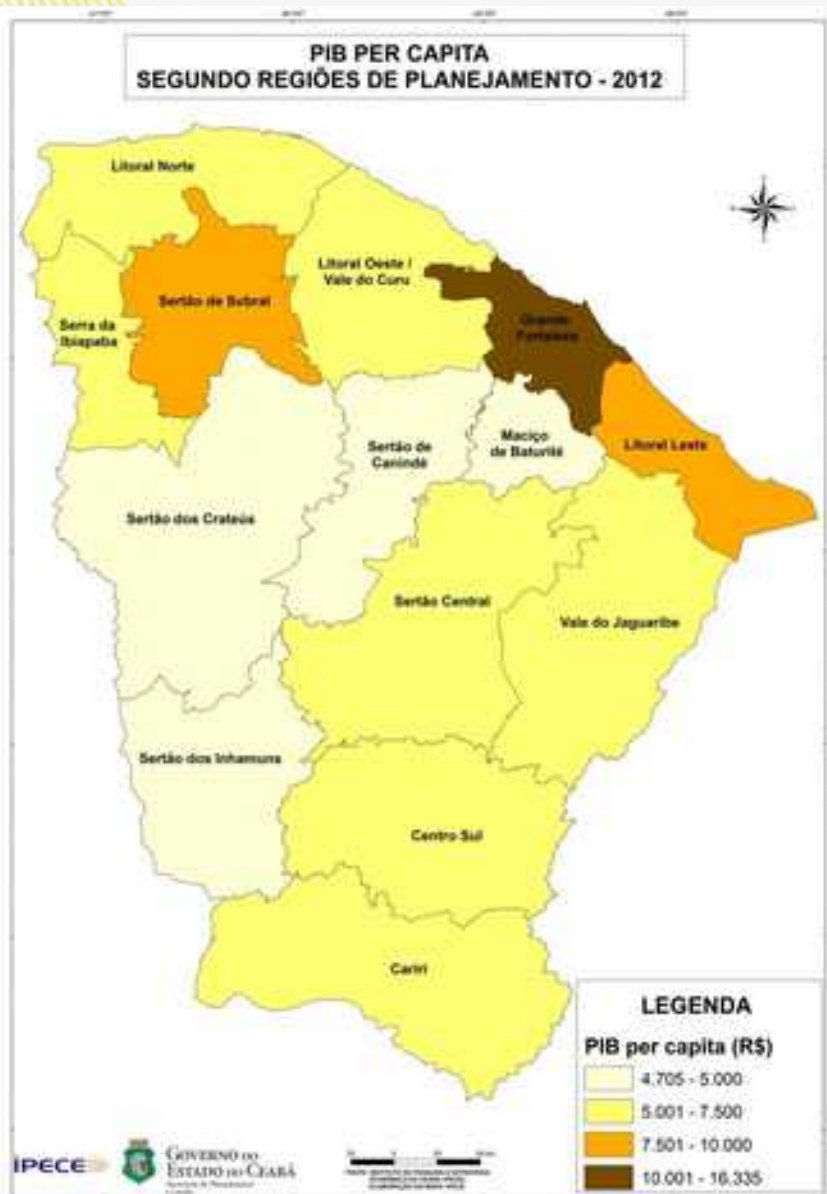 PIB PER CAPITA
SEGUNDO REGIÕES DE PLANEJAMENTO - 2012
Litoral Norte
Litoral Oeste /
Vale do Curu
Sertão de Sobral
Serra da
Ibiapaba
Grande
Fortaleza
Sertão de
Canindé
Maciço
de Baturité
Litoral Leste
Sertão dos Crateús
Sertão Central
Vale do Jaguaribe
Sertão dos Inhamuns
Centro Sul
Cariri
LEGENDA
PIB per capita (R$)
4.705 - 5.000
5.001 - 7.500
7.501 - 10.000
10.001 - 16.335
IPECE
GOVERNO DO
ESTADO DO CEARÁ